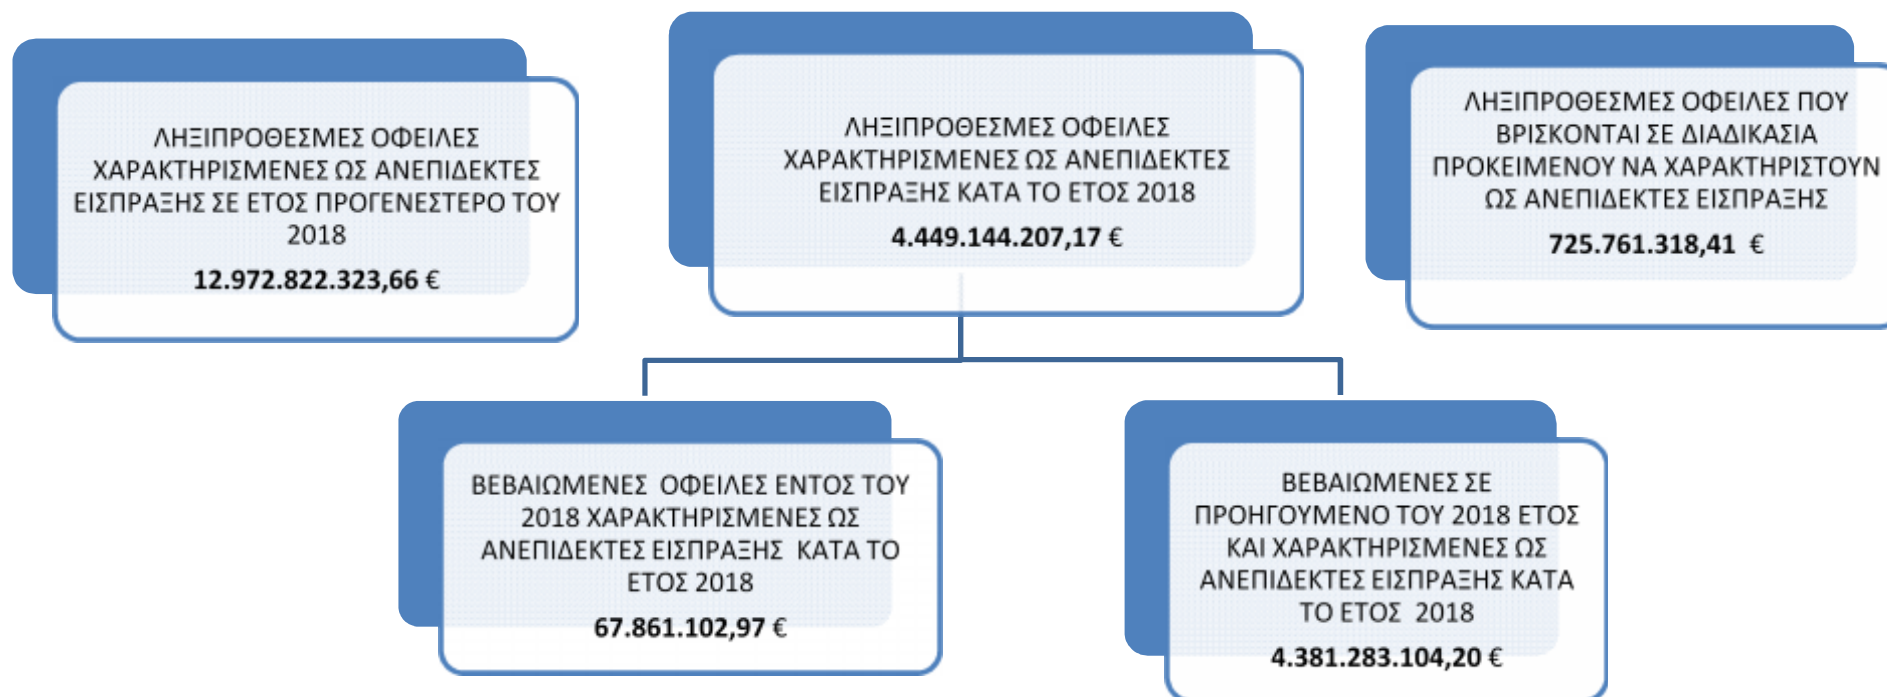 ΛΗΞΙΠΡΟΘΕΣΜΕΣ ΟΦΕΙΛΕΣ
ΧΑΡΑΚΤΗΡΙΣΜΕΝΕΣ ΩΣ ΑΝΕΠΙΔΕΚΤΕΣ
ΕΙΣΠΡΑΞΗΣ ΣΕ ΕΤΟΣ ΠΡΟΓΕΝΕΣΤΕΡΟ ΤΟΥ
2018
12.972.822.323,66 €
ΛΗΞΙΠΡΟΘΕΣΜΕΣ ΟΦΕΙΛΕΣ
ΧΑΡΑΚΤΗΡΙΣΜΕΝΕΣ ΩΣ ΑΝΕΠΙΔΕΚΤΕΣ
ΕΙΣΠΡΑΞΗΣ ΚΑΤΑ ΤΟ ΕΤΟΣ 2018
4.449.144.207,17 €
ΛΗΞΙΠΡΟΘΕΣΜΕΣ ΟΦΕΙΛΕΣ ΠΟΥ
ΒΡΙΣΚΟΝΤΑΙ ΣΕ ΔΙΑΔΙΚΑΣΙΑ
ΠΡΟΚΕΙΜΕΝΟΥ ΝΑ ΧΑΡΑΚΤΗΡΙΣΤΟΥΝ
ΩΣ ΑΝΕΠΙΔΕΚΤΕΣ ΕΙΣΠΡΑΞΗΣ
725.761.318,41 €
ΒΕΒΑΙΩΜΕΝΕΣ ΟΦΕΙΛΕΣ ΕΝΤΟΣ ΤΟΥ
2018 ΧΑΡΑΚΤΗΡΙΣΜΕΝΕΣ ΩΣ
ΑΝΕΠΙΔΕΚΤΕΣ ΕΙΣΠΡΑΞΗΣ ΚΑΤΑ ΤΟ
ΕΤΟΣ 2018
67.861.102,97 €
ΒΕΒΑΙΩΜΕΝΕΣ ΣΕ
ΠΡΟΗΓΟΥΜΕΝΟ ΤΟΥ 2018 ΕΤΟΣ
ΚΑΙ ΧΑΡΑΚΤΗΡΙΣΜΕΝΕΣ ΩΣ
ΑΝΕΠΙΔΕΚΤΕΣ ΕΙΣΠΡΑΞΗΣ ΚΑΤΑ
ΤΟ ΕΤΟΣ 2018
4.381.283.104,20 €